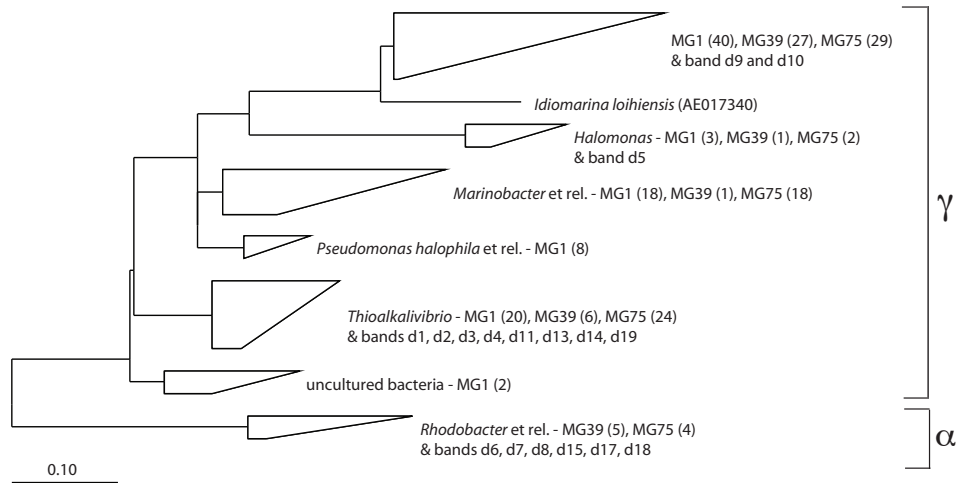 MG1 (40), MG39 (27), MG75 (29)
& band d9 and d10
Idiomarina loihiensis (AE017340)
Halomonas - MG1 (3), MG39 (1), MG75 (2)
& band d5
Marinobacter et rel. - MG1 (18), MG39 (1), MG75 (18)
γ
Pseudomonas halophila et rel. - MG1 (8)
Thioalkalivibrio - MG1 (20), MG39 (6), MG75 (24)
& bands d1, d2, d3, d4, d11, d13, d14, d19
uncultured bacteria - MG1 (2)
Rhodobacter et rel. - MG39 (5), MG75 (4)
& bands d6, d7, d8, d15, d17, d18
α
0.10